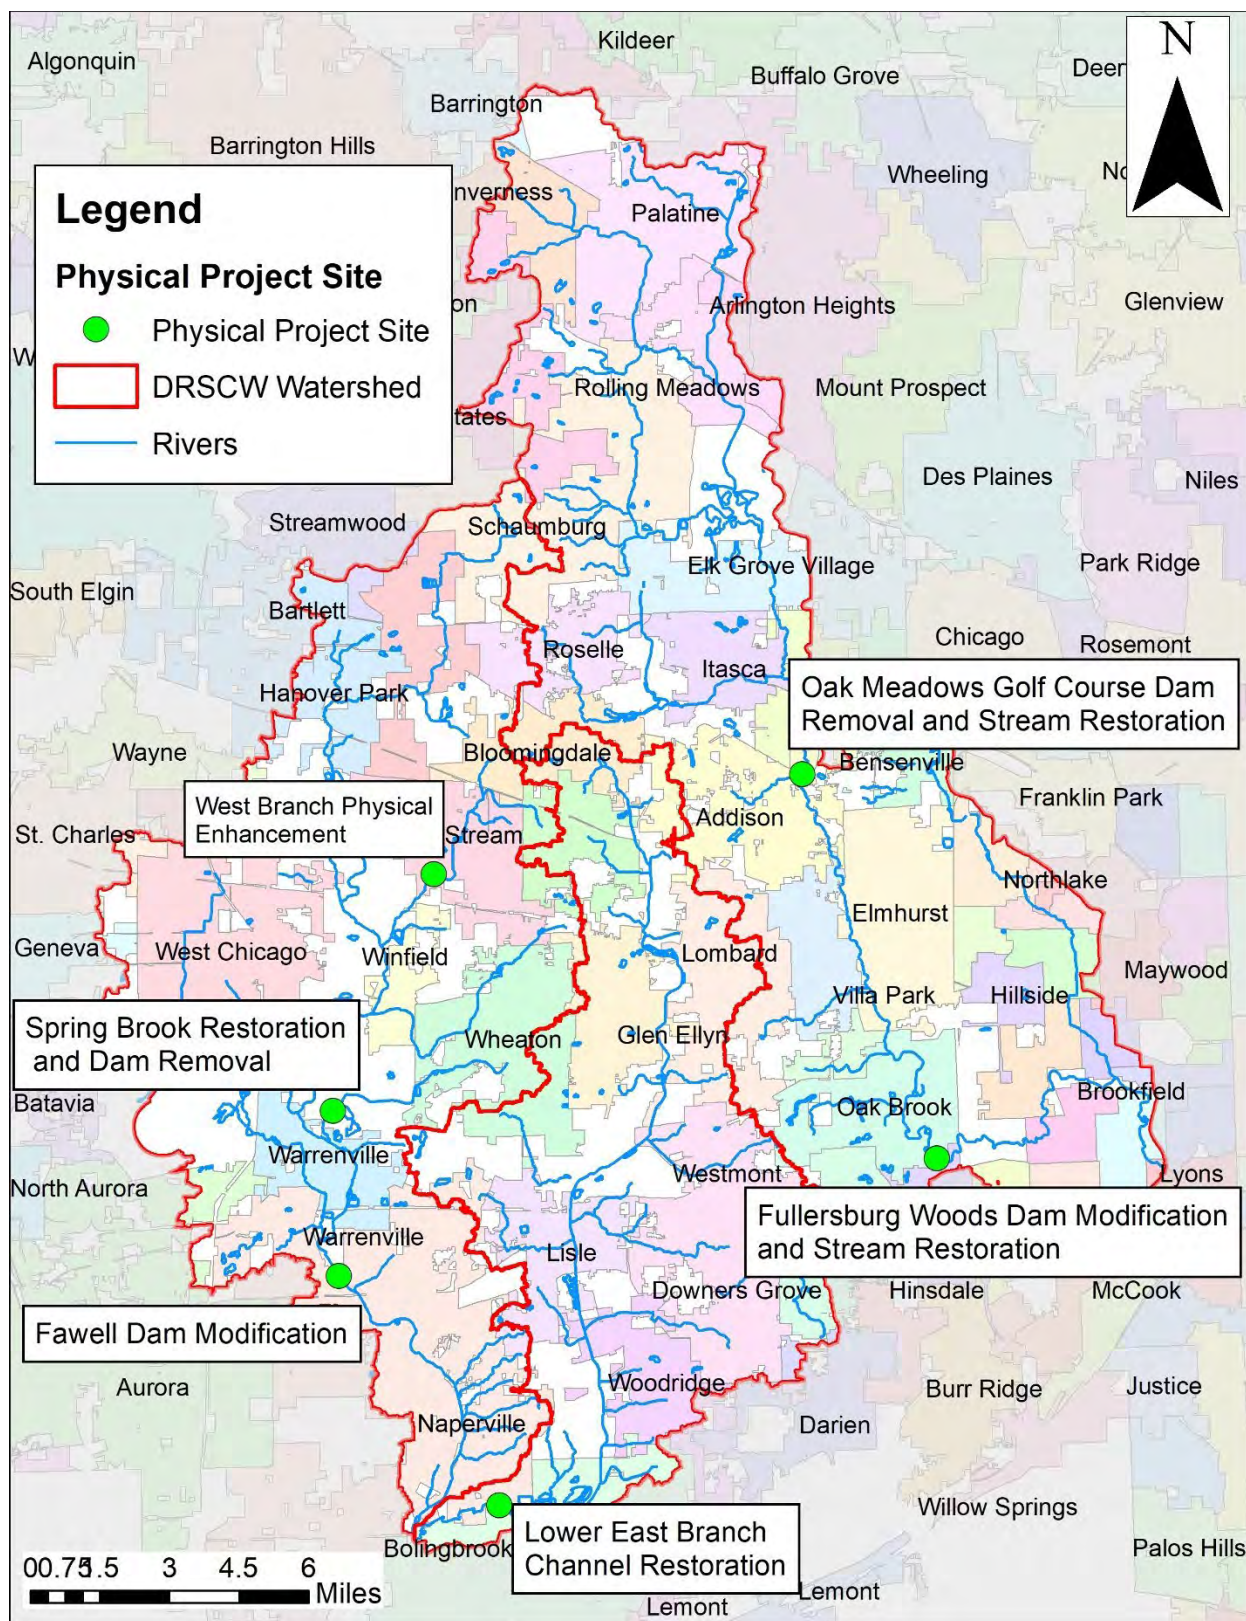 Kildeer
Algonquin
Deer
Buffalo Grove
N
Barrington
Barrington Hills
Wheeling
No
Legend
nverness
Palatine
Physical Project Site
Physical Project Site
on
Arlington Heights
Glenview
W
DRSCW Watershed
Rolling Meadows
Mount Prospect
tates
Rivers
Des Plaines
Niles
Streamwood
Schaumburg
Elk Grove Village
Park Ridge
South Elgin
Bartlett
Chicago
Rosemont
Roselle
Itasca
Hanover Park
Oak Meadows Golf Course Dam
Removal and Stream Restoration
Wayne
Bloomingdale
Bensenville
West Branch Physical
Enhancement
Franklin Park
St. Charles
Stream
Addison
Northlake
Elmhurst
Geneva
West Chicago
Winfield
Lombard
Maywood
Villa Park
Hillside
Spring Brook Restoration
and Dam Removal
Wheaton
Glen Ellyn
Batavia
Oak Brook
Brookfield
Warrenville
Westmont
Lyons
North Aurora
Fullersburg Woods Dam Modification
and Stream Restoration
Warrenville
Lisle
Downers Grove
Hinsdale
McCook
Fawell Dam Modification
Aurora
Woodridge
Burr Ridge
Justice
Naperville
Darien
Willow Springs
Lower East Branch
Channel Restoration
Bolingbrook
Palos Hills
00.751.5 3 4.5 6
Miles
Lemont
Lemont